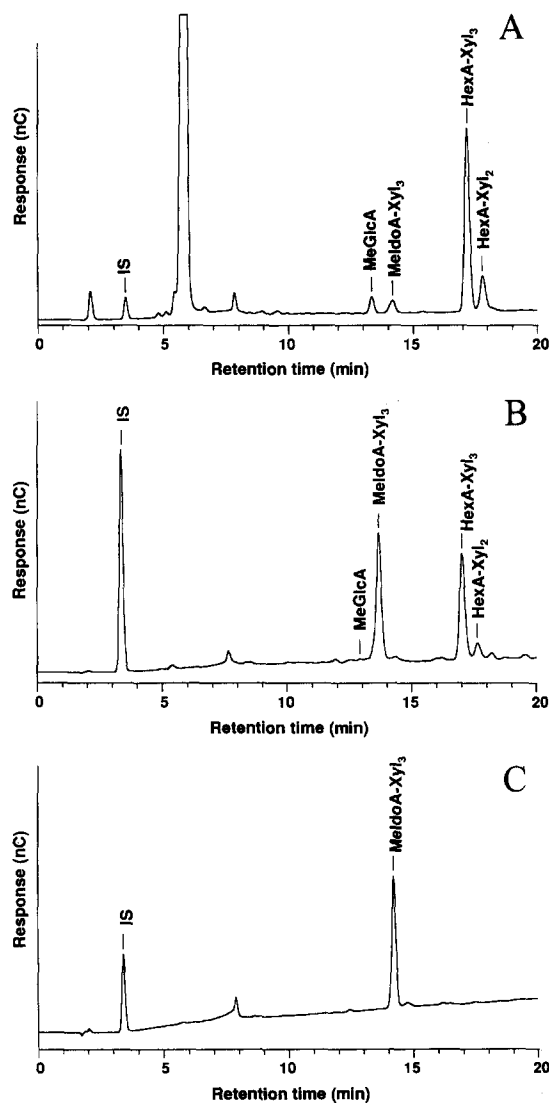 A
Response (nC)
IS
MeGlcA
MeIdoA-Xyl3
HexA-Xyl3
HexA-Xyl2
0 5 10 15 20
Retention time (min)
B
Response (nC)
IS
MeGlcA
MeIdoA-Xyl3
HexA-Xyl3
HexA-Xyl2
0 5 10 15 20
Retention time (min)
C
Response (nC)
IS
MeIdoA-Xyl3
0 5 10 15 20
Retention time (min)